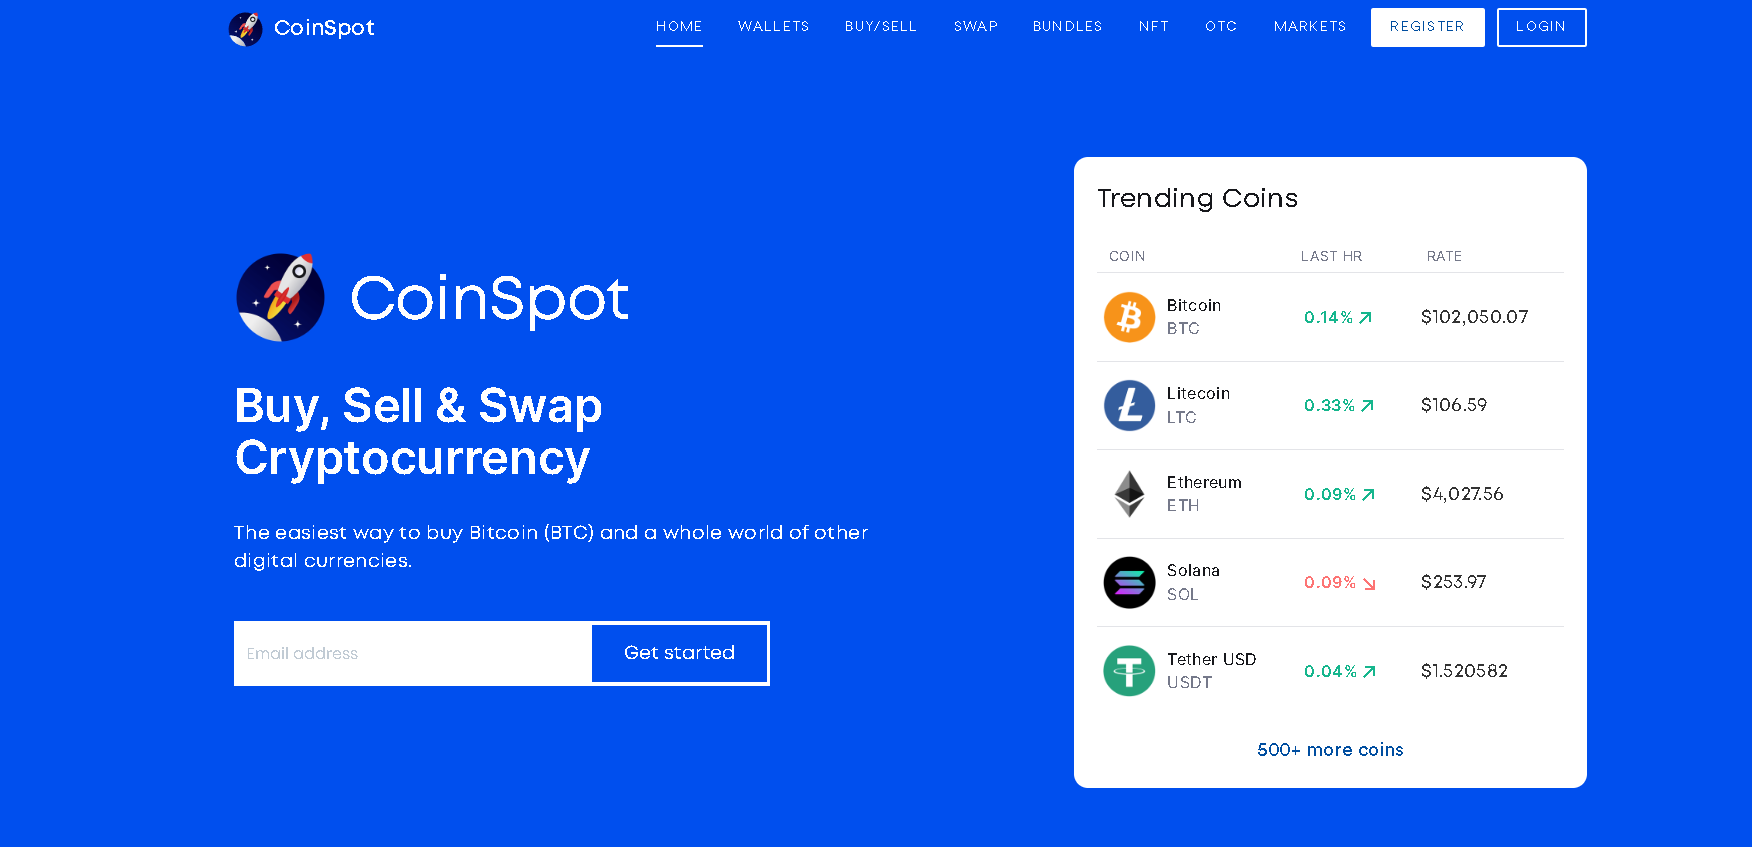 CoinSpot
HOME WALLETS BUY/SELL SWAP BUNDLES NFT OTC MARKETS REGISTER LOGIN
CoinSpot
Buy, Sell & Swap
Cryptocurrency
The easiest way to buy Bitcoin (BTC) and a whole world of other
digital currencies.
Email address Get started
Trending Coins
COIN LAST HR RATE
Bitcoin
BTC
0.14% $102,050.07
Litecoin
LTC
0.33% $106.59
Ethereum
ETH
0.09% $4,027.56
Solana
SOL
0.09% $253.97
Tether USD
USDT
0.04% $1.520582
500+ more coins